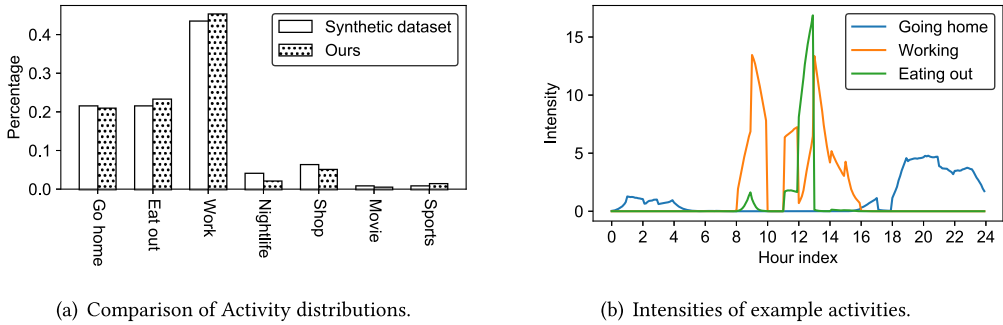 Percentage
0.4
0.3
0.2
0.1
0.0
Synthetic dataset
Ours
Go home
Eat out
Work
Nightlife
Shop
Movie
Sports
(a) Comparison of Activity distributions.
Intensity
15
10
5
0
Going home
Working
Eating out
0 2 4 6 8 10 12 14 16 18 20 22 24
Hour index
(b) Intensities of example activities.